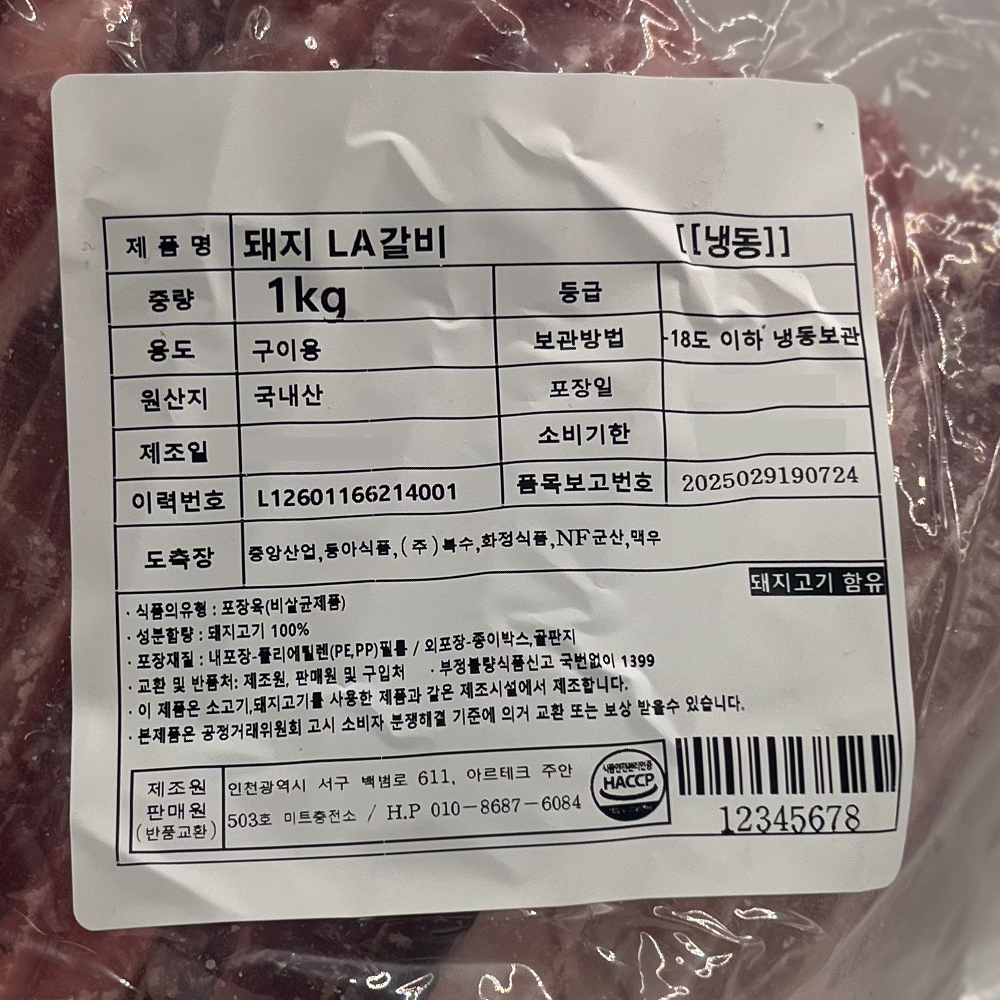 제 품 명 돼지 LA갈비 [[냉동]]
중량 1kg 등급
용도 구이용 보관방법 -18도 이하 냉동보관
원산지 국내산 포장일
제조일 소비기한
이력번호 L12601166214001 품목보고번호 2025029190724
도축장 중앙산업,동아식품,(주)복수,화정식품,NF군산,맥우
돼지고기 함유
· 식품의유형 : 포장육(비살균제품)
· 성분함량 : 돼지고기 100%
· 포장재질 : 내포장-폴리에틸렌(PE,PP)필름 / 외포장-종이박스,골판지
· 교환 및 반품처: 제조원, 판매원 및 구입처 · 부정불량식품신고 국번없이 1399
· 이 제품은 소고기,돼지고기를 사용한 제품과 같은 제조시설에서 제조합니다.
· 본제품은 공정거래위원회 고시 소비자 분쟁해결 기준에 의거 교환 또는 보상 받을수 있습니다.
제조원
판매원
(반품교환)
인천광역시 서구 백범로 611, 아르테크 주안
503호 미트충전소 / H.P 010-8687-6084
식품안전관리인증
HACCP
12345678